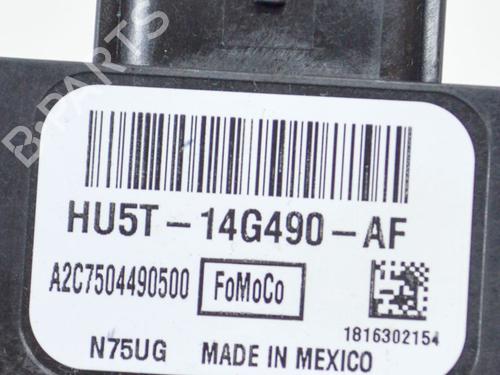 B-PARTS
HU5T-14G490-AF
A2C7504490500 FoMoCo
1816302154
N75UG MADE IN MEXICO